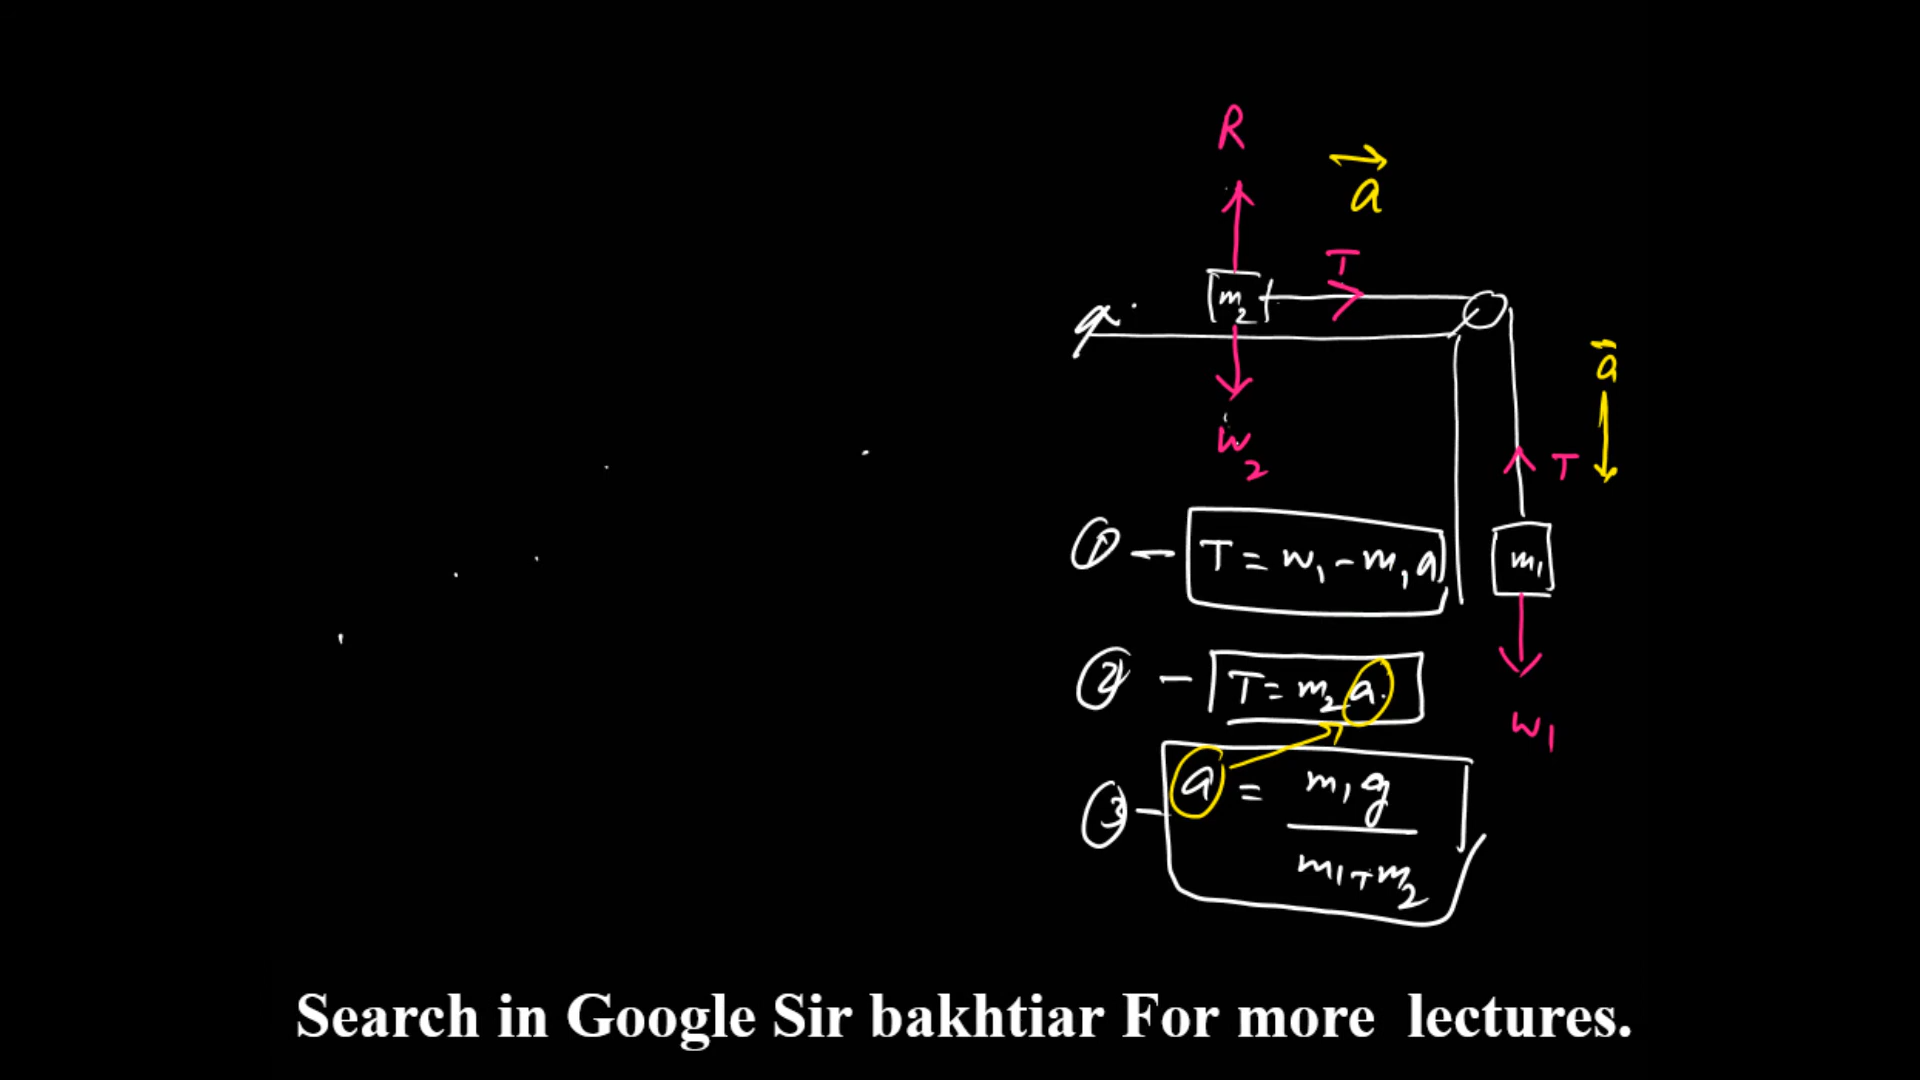 R
→
a
T
m₂
W₂
a
T
① – T = w₁ – m₁a
m₁
② – T = m₂a
w₁
③ – a = m₁g / m₁+m₂
Search in Google Sir bakhtiar For more lectures.